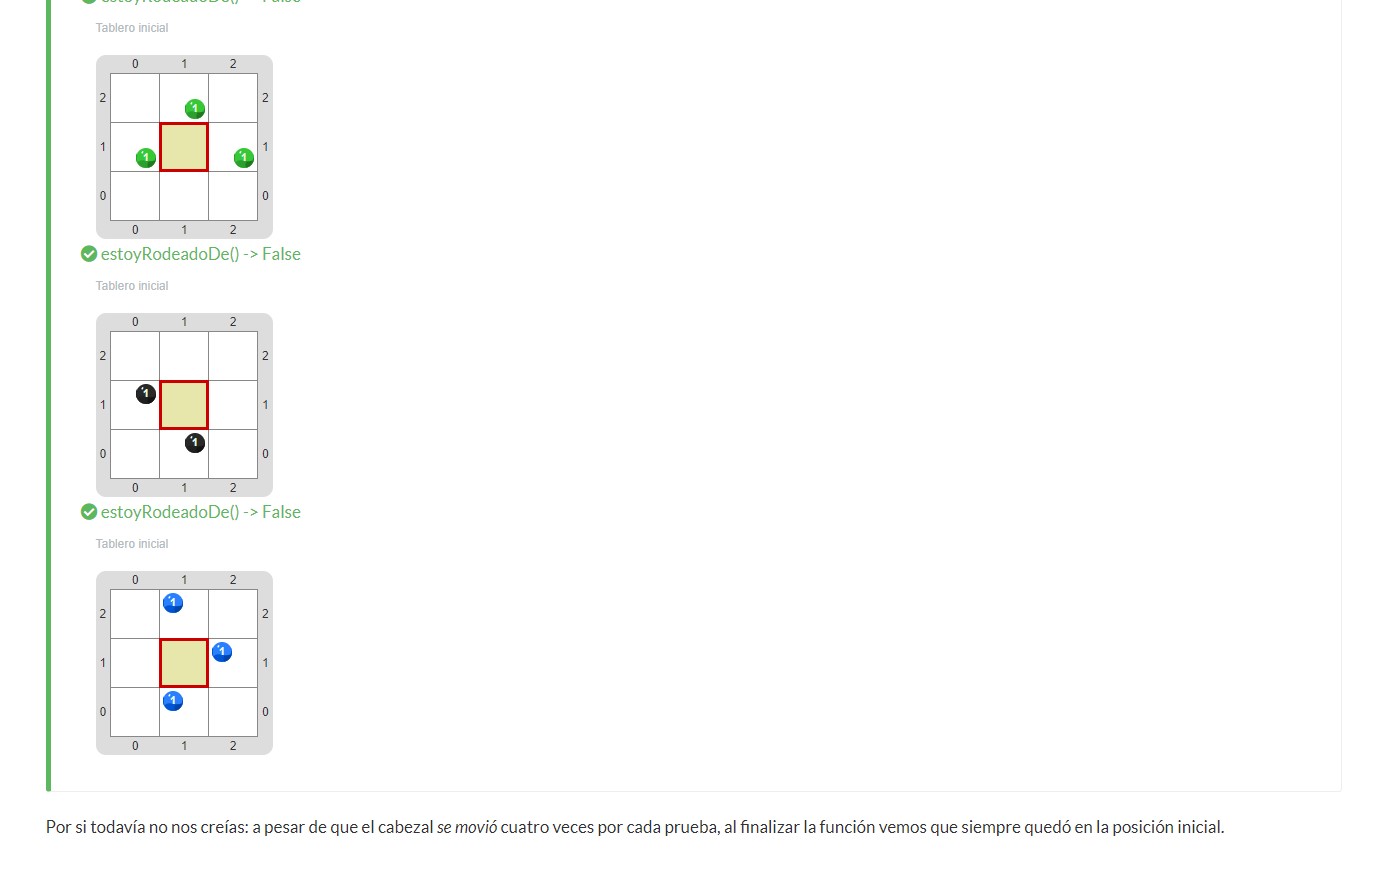 estoyRodeadoDe() -> False
Tablero inicial
0 1 2
2 1 2
1 1 1 1
0 0
0 1 2
estoyRodeadoDe() -> False
Tablero inicial
0 1 2
2 2
1 1 1
0 1 0
0 1 2
estoyRodeadoDe() -> False
Tablero inicial
0 1 2
2 1 2
1 1 1
0 1 0
0 1 2
Por si todavía no nos creías: a pesar de que el cabezal se movió cuatro veces por cada prueba, al finalizar la función vemos que siempre quedó en la posición inicial.